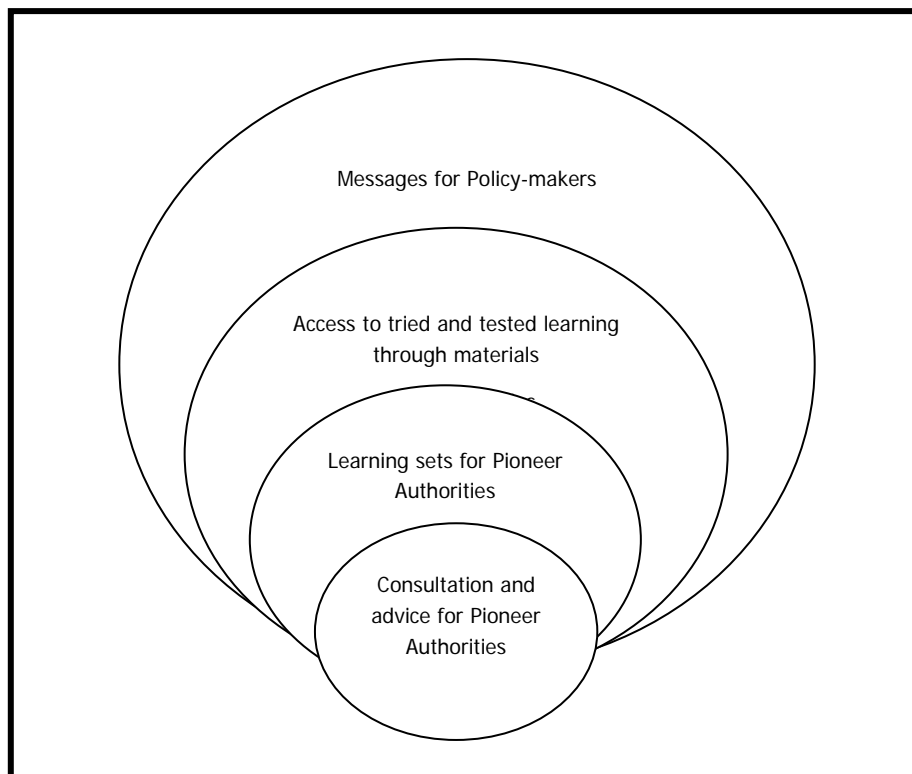 Messages for Policy-makers
Access to tried and tested learning
through materials
Learning sets for Pioneer
Authorities
Consultation and
advice for Pioneer
Authorities